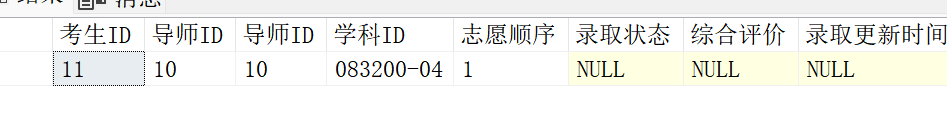 结果 消息
考生ID 导师ID 导师ID 学科ID 志愿顺序 录取状态 综合评价 录取更新时间
11 10 10 083200-04 1 NULL NULL NULL